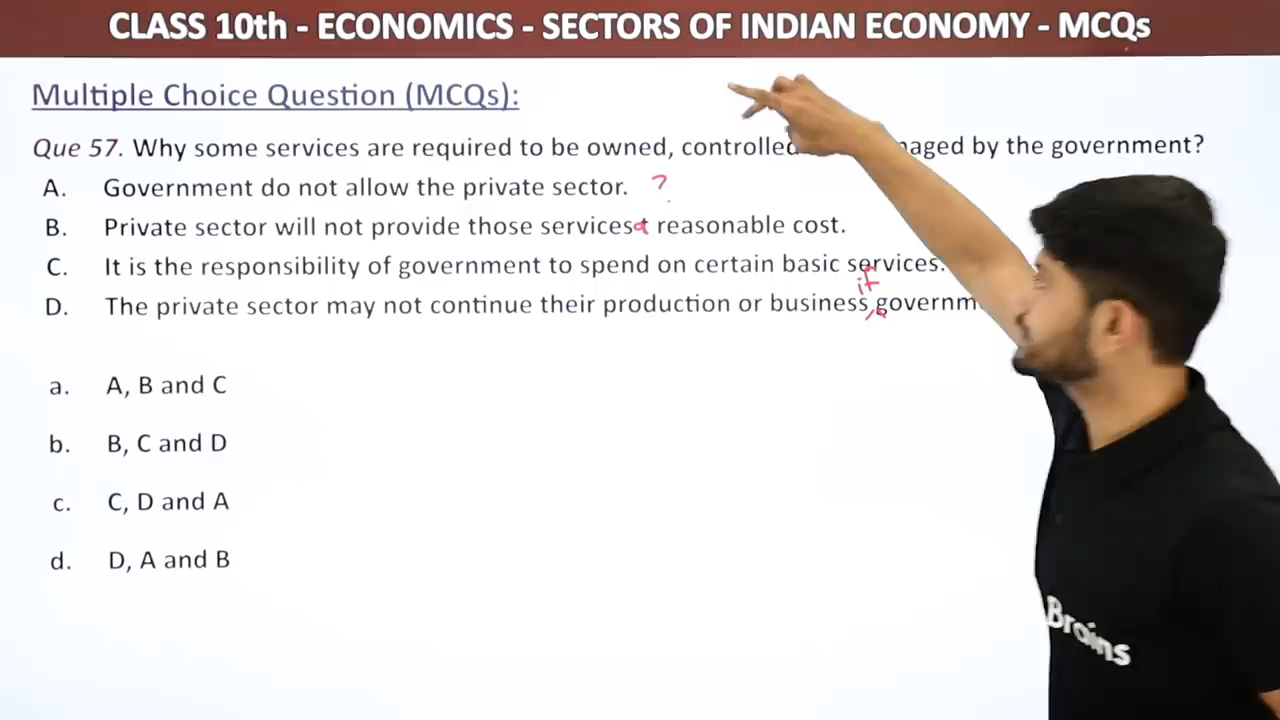 CLASS 10th - ECONOMICS - SECTORS OF INDIAN ECONOMY - MCQs
Multiple Choice Question (MCQs):
Que 57. Why some services are required to be owned, controlled by the government?
A. Government do not allow the private sector. ?
B. Private sector will not provide those services at reasonable cost.
C. It is the responsibility of government to spend on certain basic services.
if
D. The private sector may not continue their production or business,
a. A, B and C
b. B, C and D
c. C, D and A
d. D, A and B
Brains